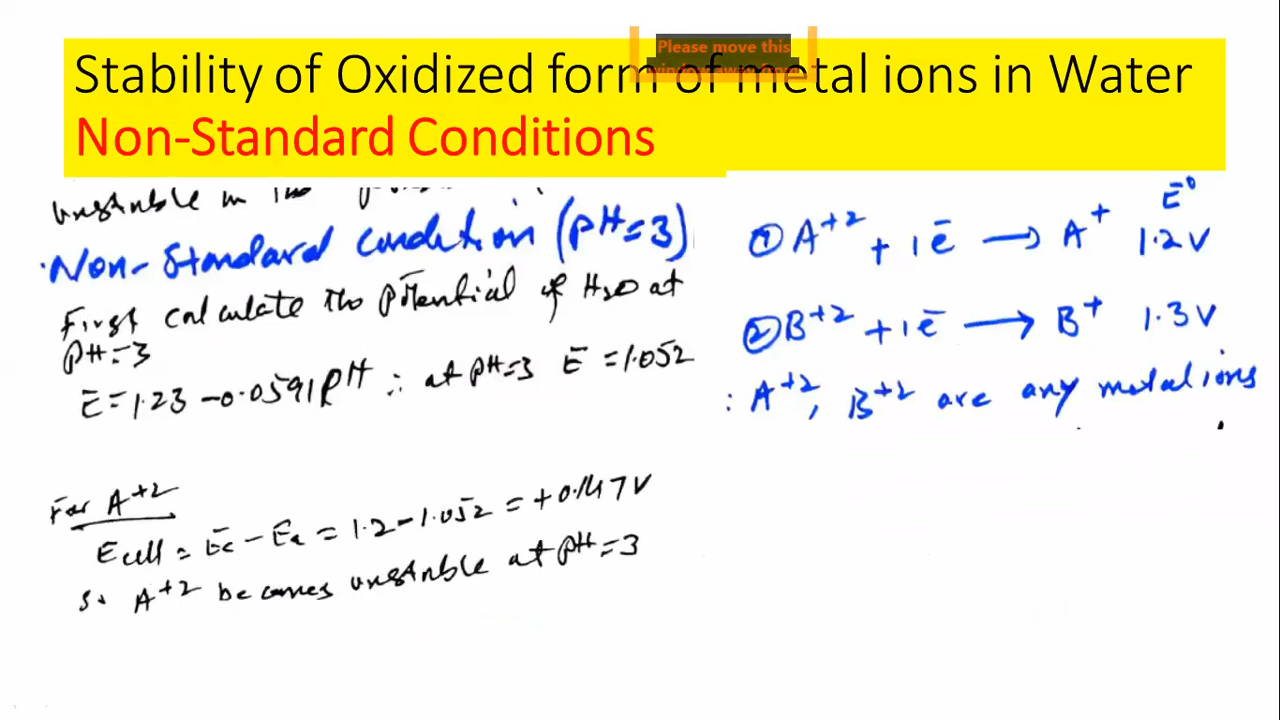 Please move this
Stability of Oxidized form of metal ions in Water
Non-Standard Conditions
unstable in the
Non-Standard condition (pH=3)
First calculate the potential of H2O at
pH=3
E=1.23-0.0591pH ∴ at pH=3 E=1.052
For A+2
Ecell = Ec - Ea = 1.2-1.052 = +0.147V
So A+2 becomes unstable at pH=3
E°
① A+2 + 1ē → A+ 1.2V
② B+2 + 1ē → B+ 1.3V
: A+2, B+2 are any metal ions